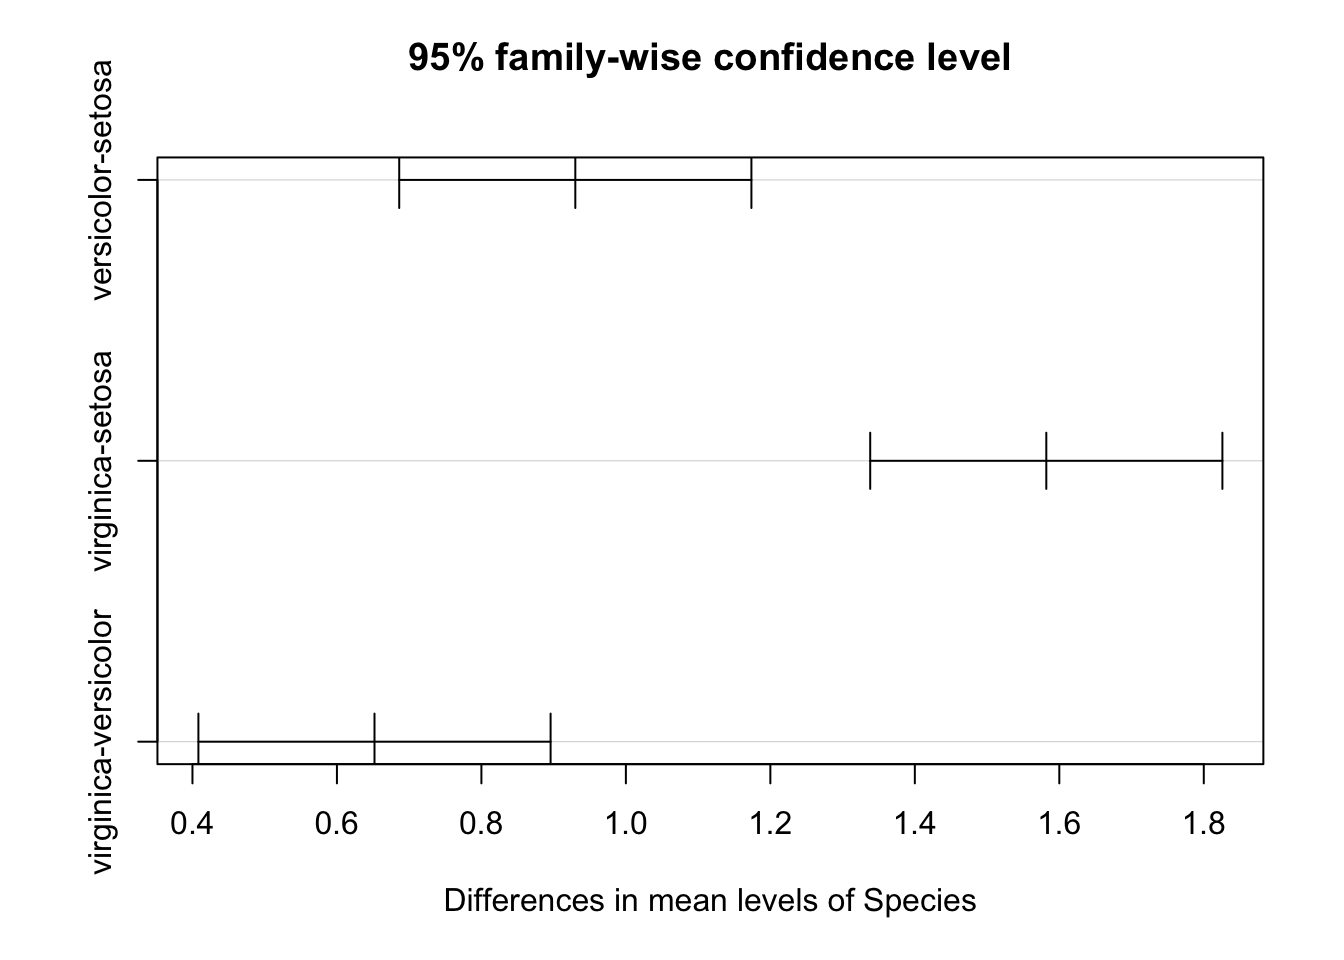 95% family-wise confidence level
versicolor-setosa
virginica-setosa
virginica-versicolor
0.4 0.6 0.8 1.0 1.2 1.4 1.6 1.8
Differences in mean levels of Species